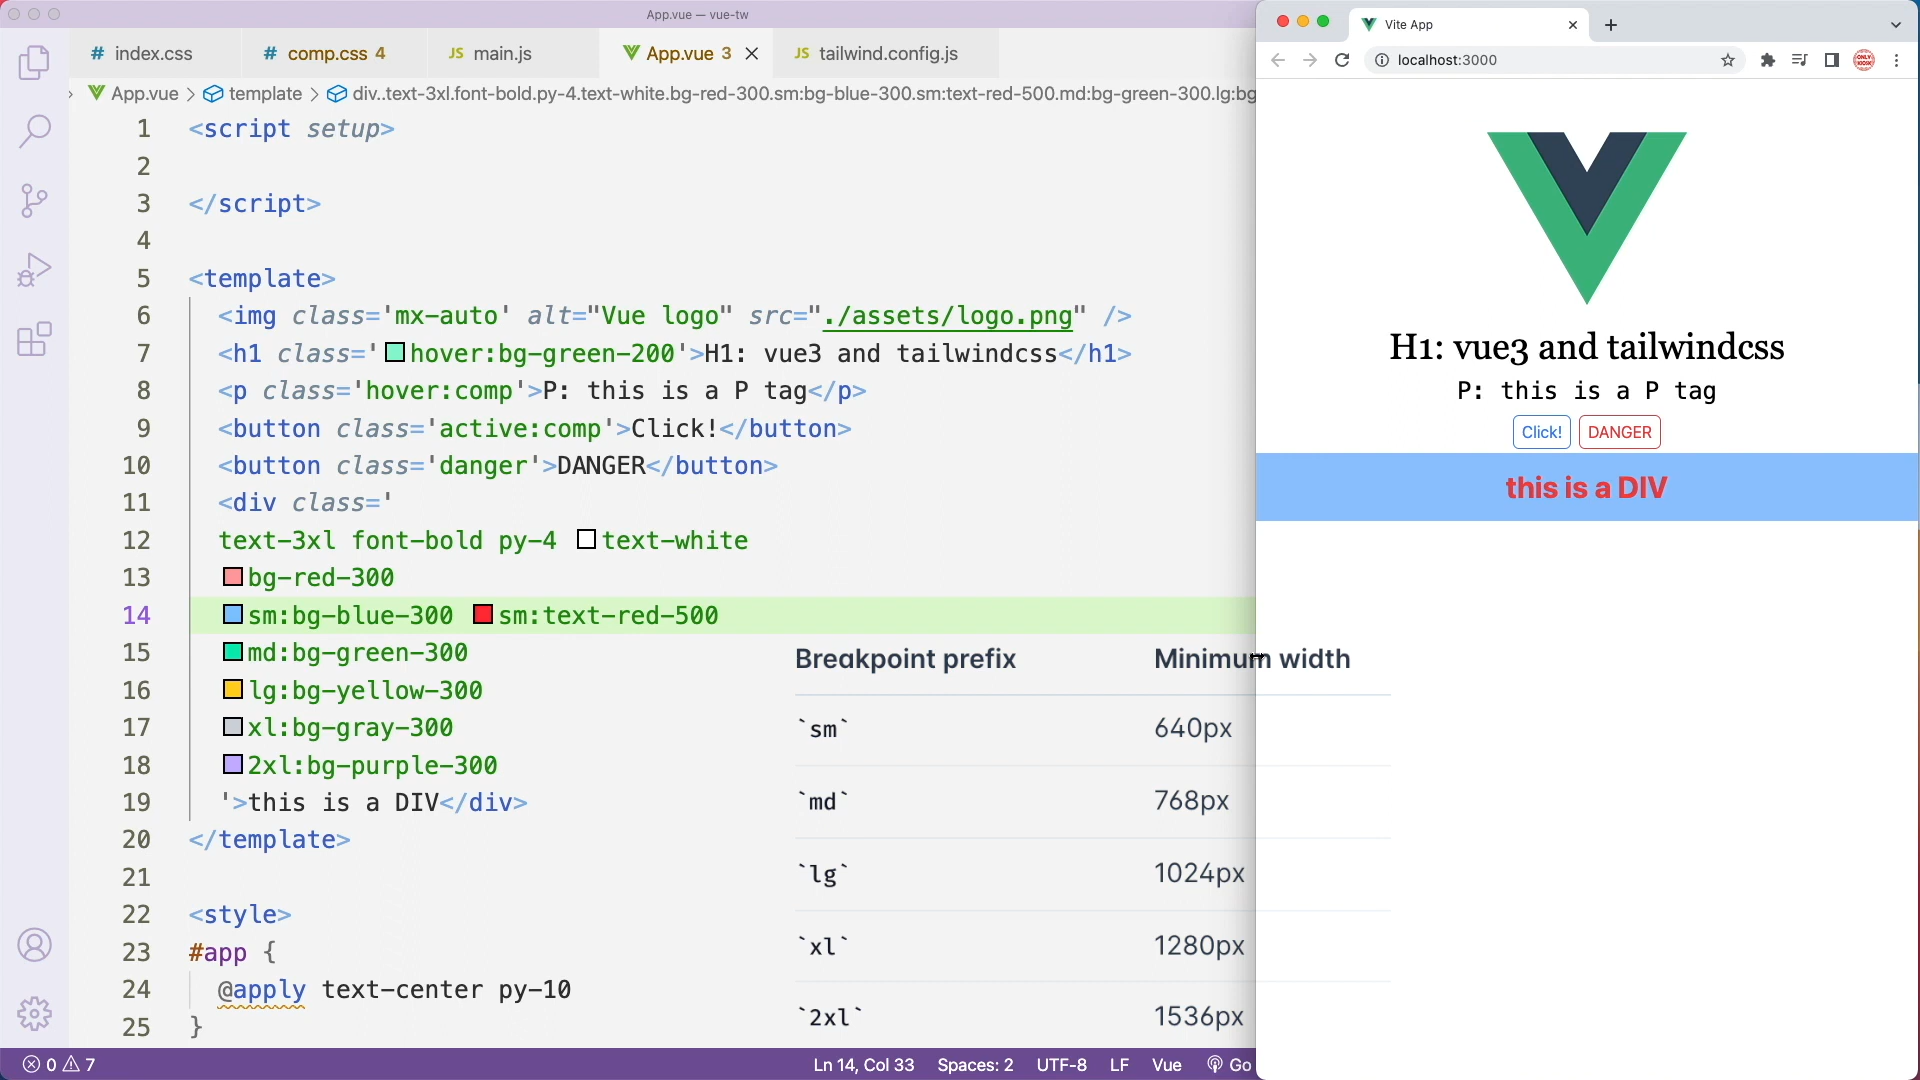 App.vue — vue-tw
index.css
comp.css 4
main.js
App.vue 3
tailwind.config.js
App.vue > template > div..text-3xl.font-bold.py-4.text-white.bg-red-300.sm:bg-blue-300.sm:text-red-500.md:bg-green-300.lg:bg
1 <script setup>
2
3 </script>
4
5 <template>
6 <img class='mx-auto' alt="Vue logo" src="./assets/logo.png" />
7 <h1 class='hover:bg-green-200'>H1: vue3 and tailwindcss</h1>
8 <p class='hover:comp'>P: this is a P tag</p>
9 <button class='active:comp'>Click!</button>
10 <button class='danger'>DANGER</button>
11 <div class='
12 text-3xl font-bold py-4 text-white
13 bg-red-300
14 sm:bg-blue-300 sm:text-red-500
15 md:bg-green-300
16 lg:bg-yellow-300
17 xl:bg-gray-300
18 2xl:bg-purple-300
19 '>this is a DIV</div>
20 </template>
21
22 <style>
23 #app {
24 @apply text-center py-10
25 }
Breakpoint prefix Minimum width
`sm` 640px
`md` 768px
`lg` 1024px
`xl` 1280px
`2xl` 1536px
0 7
Ln 14, Col 33
Spaces: 2
UTF-8
LF
Vue
Go
Vite App
localhost:3000
H1: vue3 and tailwindcss
P: this is a P tag
Click!
DANGER
this is a DIV